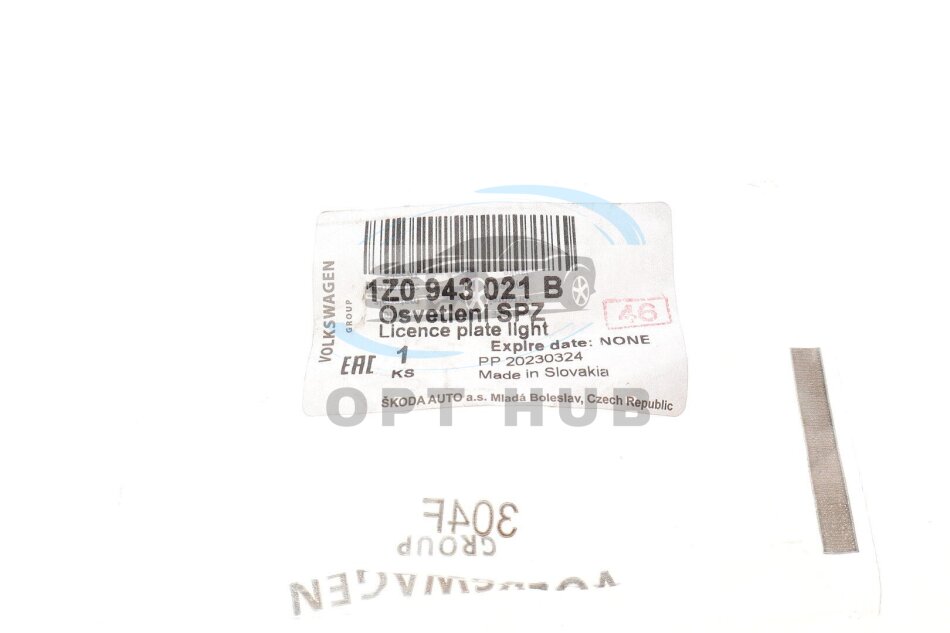 VOLKSWAGEN
GROUP
1Z0 943 021 B
Osvetleni SPZ
Licence plate light
46
Expire date: NONE
EAC
1
KS
PP 20230324
Made in Slovakia
ŠKODA AUTO a.s. Mladá Boleslav, Czech Republic
OPT HUB
304F
GROUP
VOLKSWAGEN